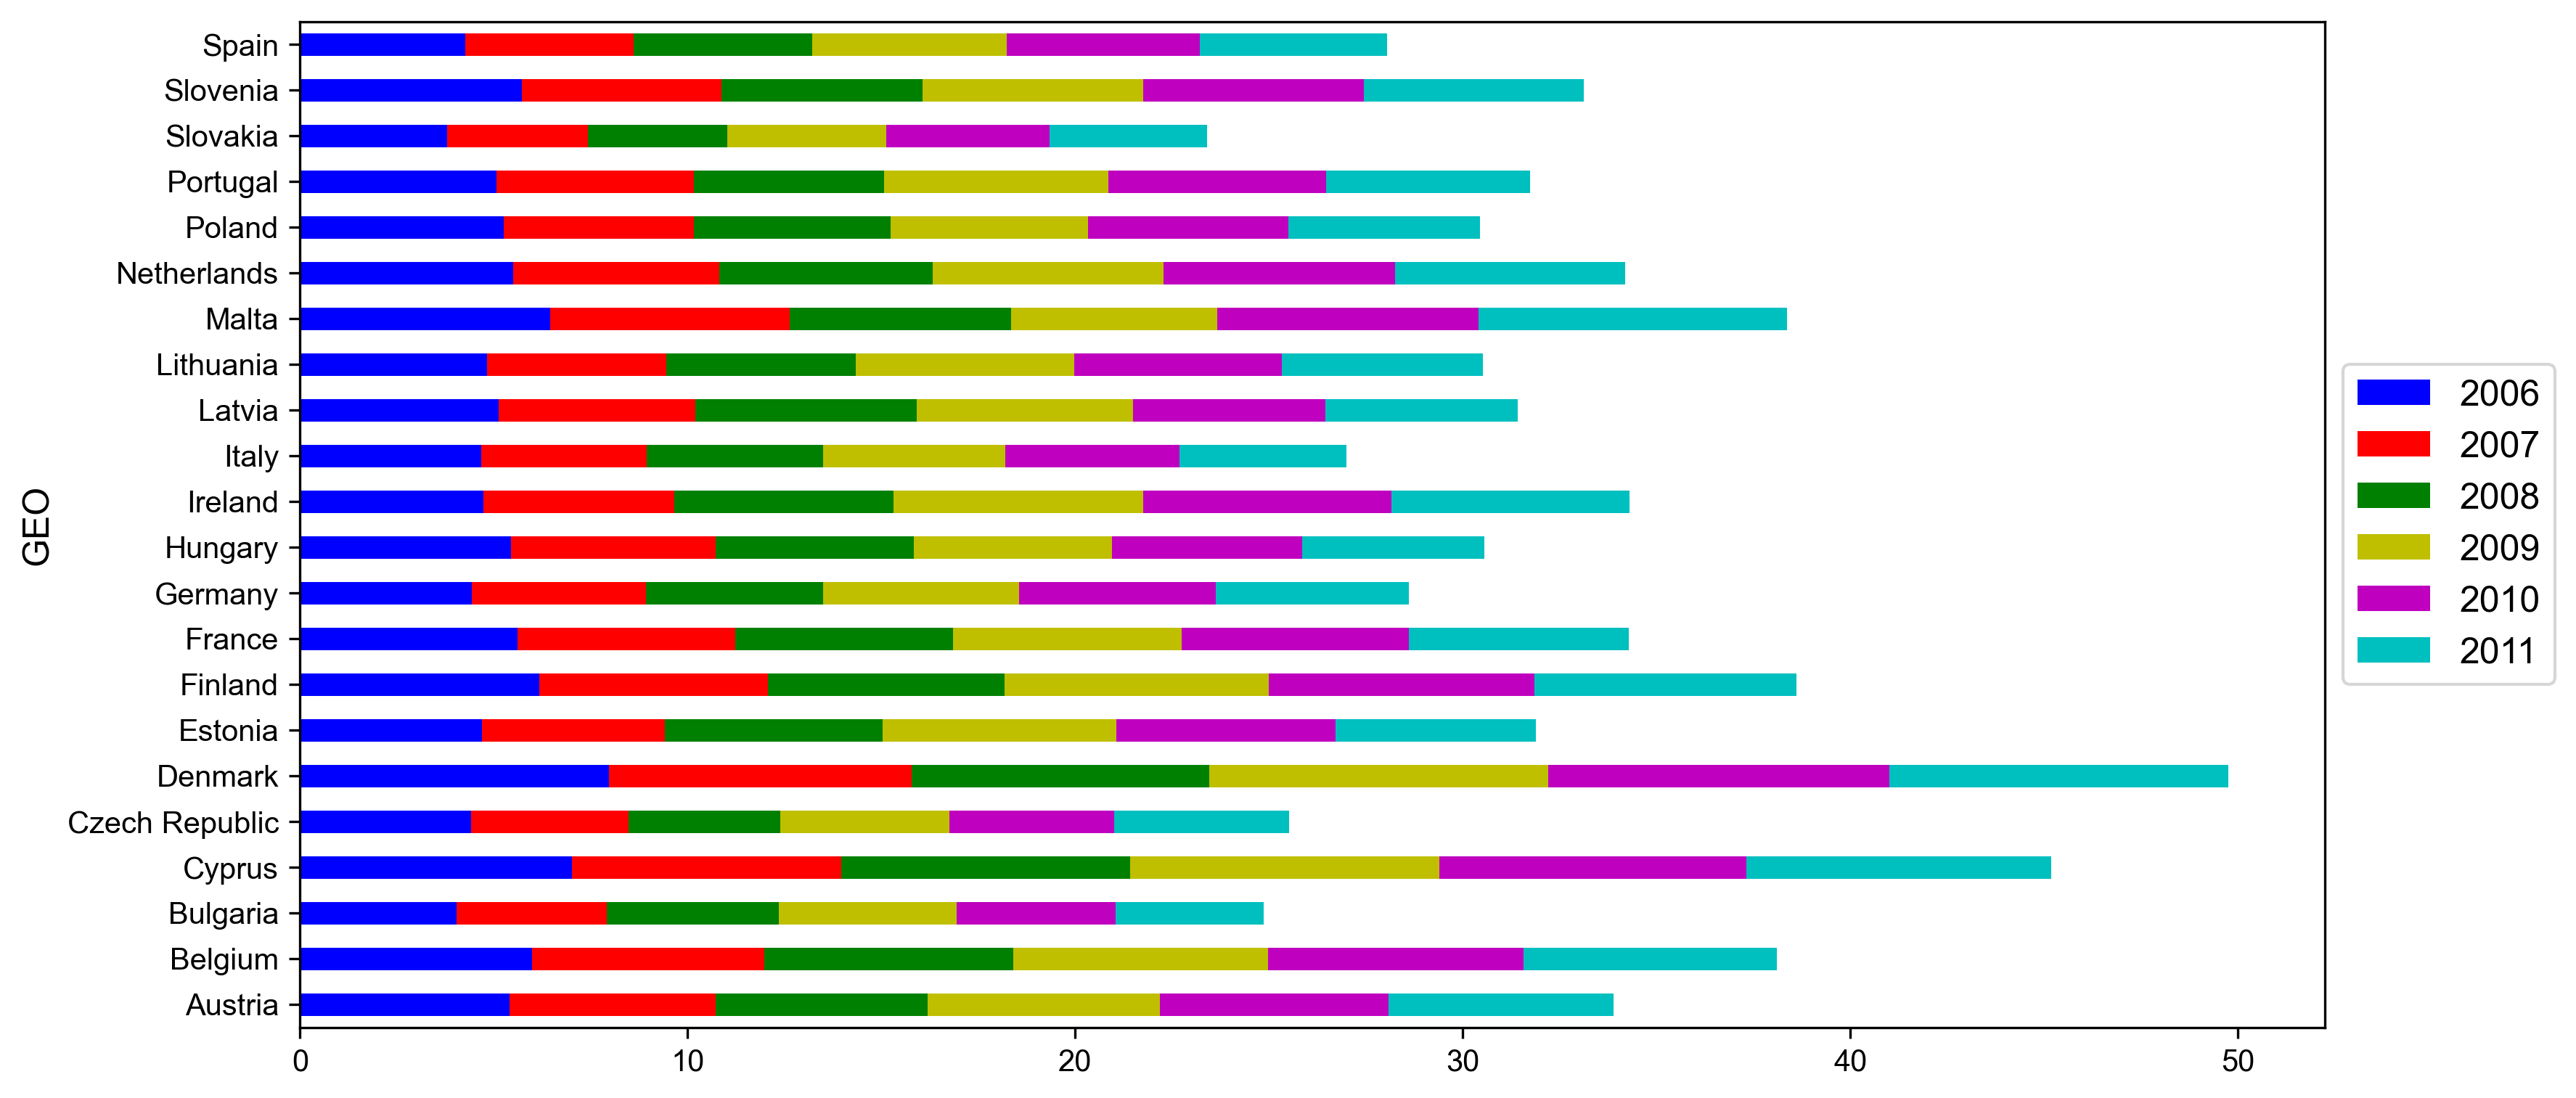 GEO
Spain
Slovenia
Slovakia
Portugal
Poland
Netherlands
Malta
Lithuania
Latvia
Italy
Ireland
Hungary
Germany
France
Finland
Estonia
Denmark
Czech Republic
Cyprus
Bulgaria
Belgium
Austria
0 10 20 30 40 50
2006
2007
2008
2009
2010
2011